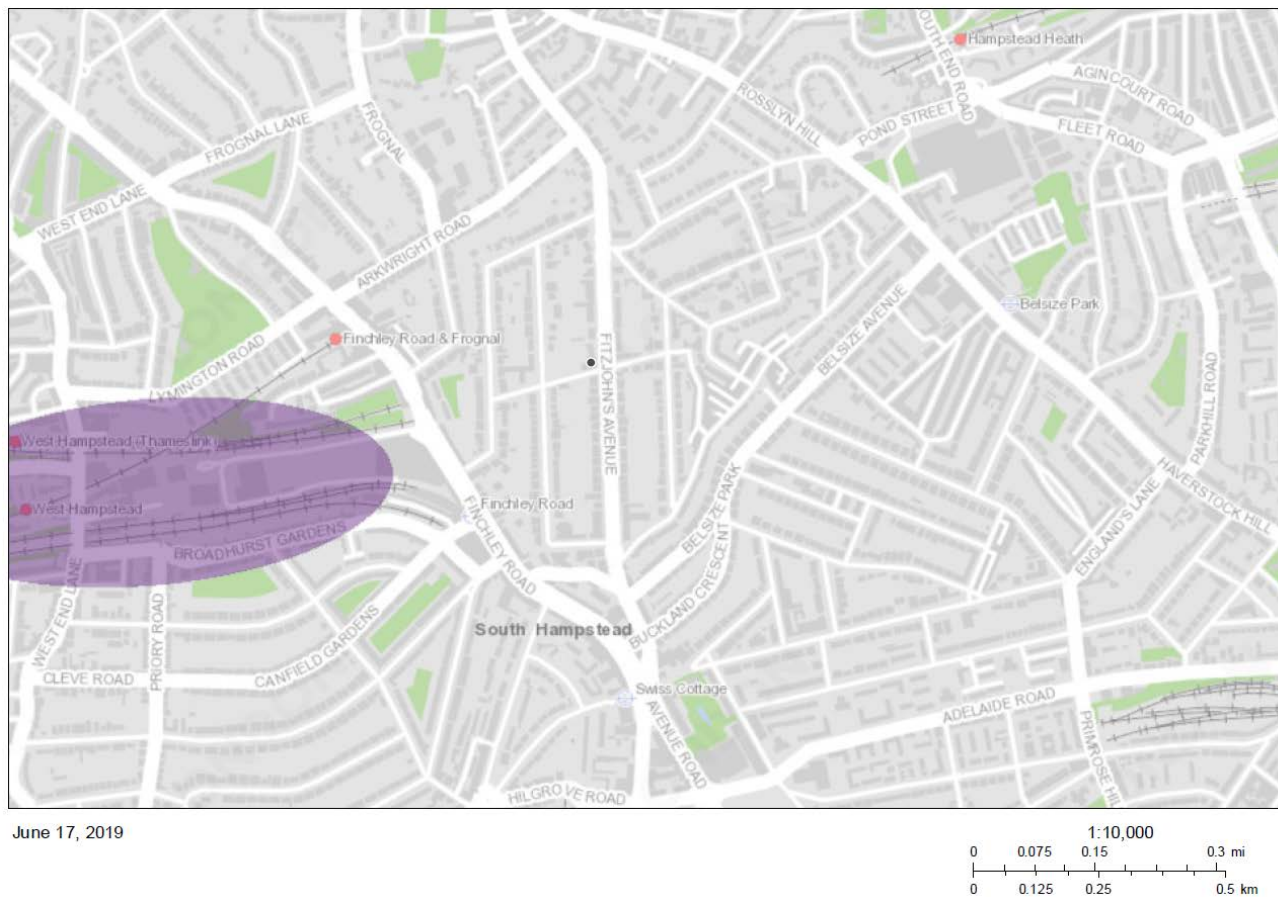 SOUTH END ROAD
Hampstead Heath
AGINCOURT ROAD
ROSSLYN HILL
POND STREET
FLEET ROAD
FROGNAL LANE
FROGNAL
WEST END LANE
ARKWRIGHT ROAD
BELSIZE AVENUE
Belsize Park
Finchley Road & Frognal
LYMINGTON ROAD
FITZJOHN'S AVENUE
PARKHILL ROAD
West Hampstead (Thameslink)
HAVERSTOCK HILL
West Hampstead
Finchley Road
BELSIZE PARK
ENGLAND'S LANE
BROADHURST GARDENS
FINCHLEY ROAD
BUCKLAND CRESCENT
WEST END LANE
PRIORY ROAD
South Hampstead
CANFIELD GARDENS
CLEVE ROAD
Swiss Cottage
AVENUE ROAD
ADELAIDE ROAD
PRIMROSE HIL
HILGROVE ROAD
June 17, 2019
1:10,000
0 0.075 0.15 0.3 mi
0 0.125 0.25 0.5 km